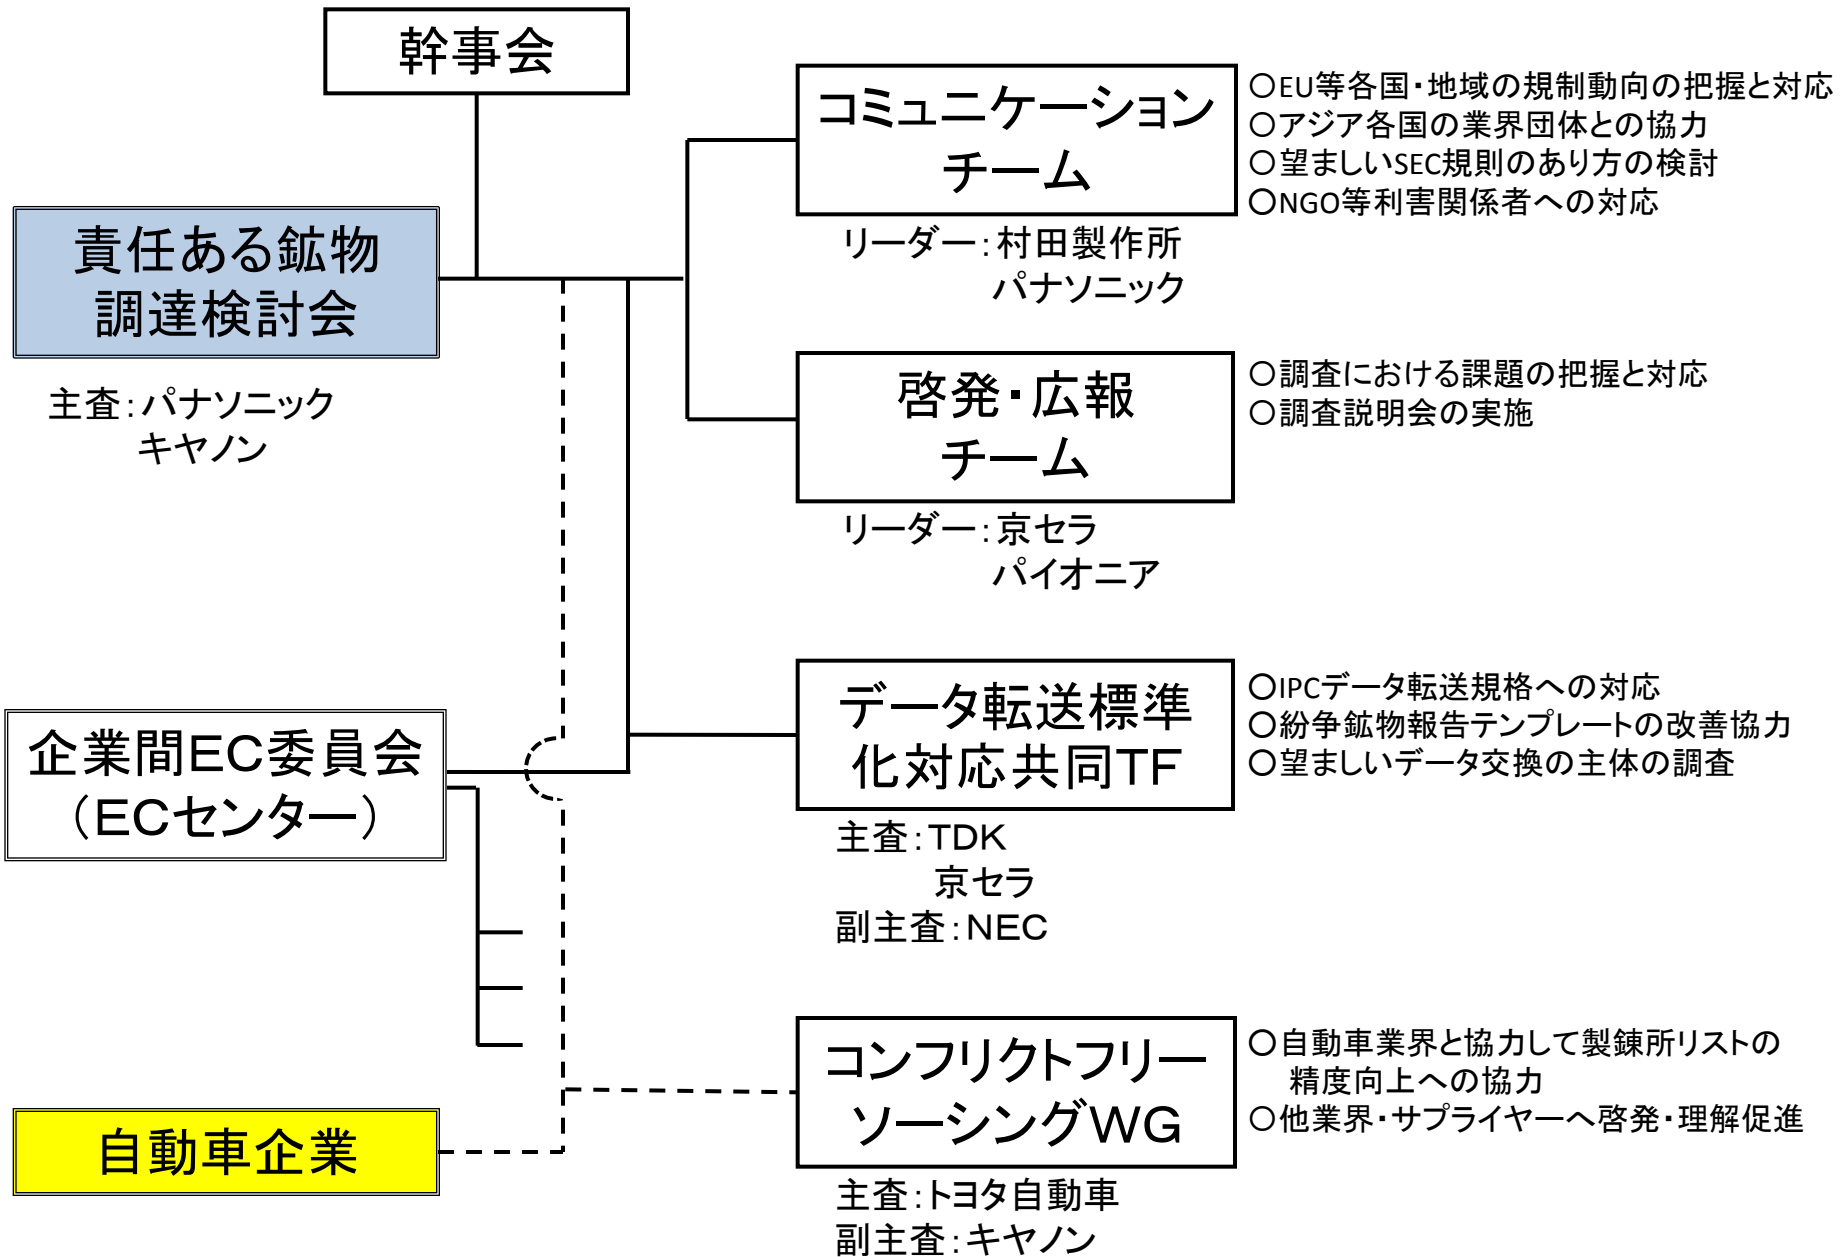 幹事会
責任ある鉱物
調達検討会
主査：パナソニック
キヤノン
企業間EC委員会
（ECセンター）
自動車企業
コミュニケーション
チーム
リーダー：村田製作所
パナソニック
○EU等各国・地域の規制動向の把握と対応
○アジア各国の業界団体との協力
○望ましいSEC規則のあり方の検討
○NGO等利害関係者への対応
啓発・広報
チーム
リーダー：京セラ
パイオニア
○調査における課題の把握と対応
○調査説明会の実施
データ転送標準
化対応共同TF
主査：TDK
京セラ
副主査：NEC
○IPCデータ転送規格への対応
○紛争鉱物報告テンプレートの改善協力
○望ましいデータ交換の主体の調査
コンフリクトフリー
ソーシングWG
主査：トヨタ自動車
副主査：キヤノン
○自動車業界と協力して製錬所リストの
精度向上への協力
○他業界・サプライヤーへ啓発・理解促進